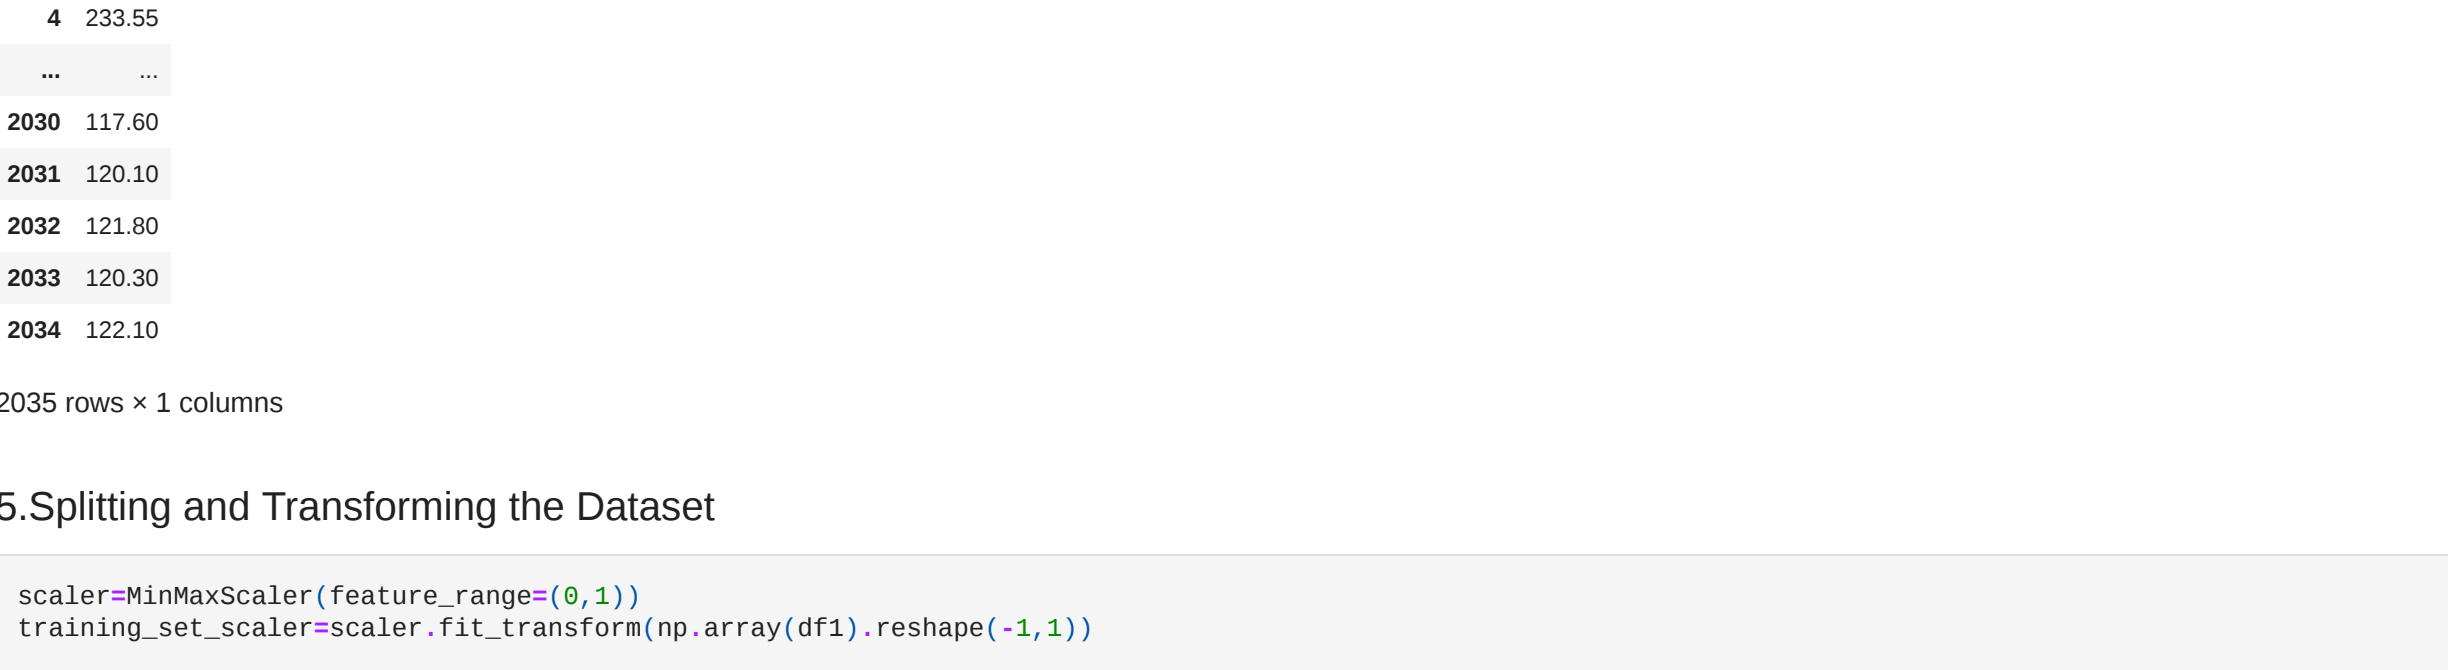 4 233.55
... ...
2030 117.60
2031 120.10
2032 121.80
2033 120.30
2034 122.10
2035 rows × 1 columns
5.Splitting and Transforming the Dataset
scaler=MinMaxScaler(feature_range=(0,1))
training_set_scaler=scaler.fit_transform(np.array(df1).reshape(-1,1))